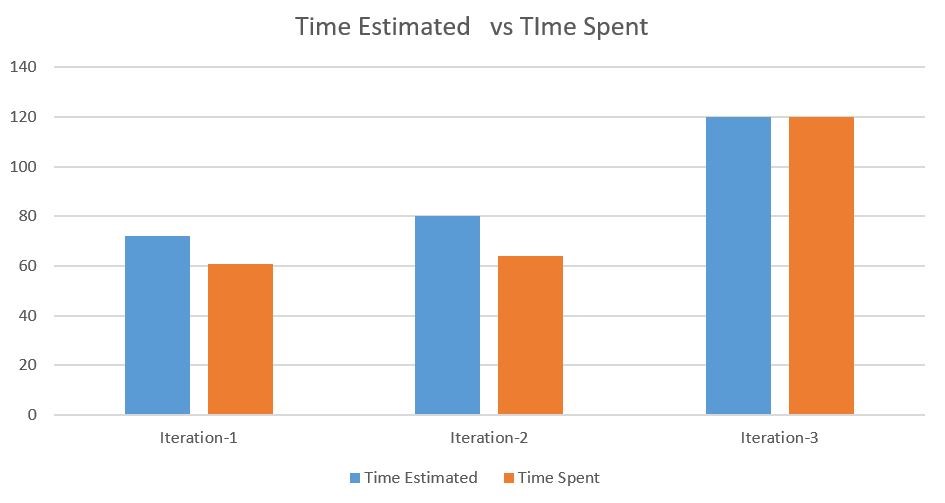 Time Estimated   vs TIme Spent
140
120
100
80
60
40
20
0
Iteration-1 Iteration-2 Iteration-3
Time Estimated Time Spent